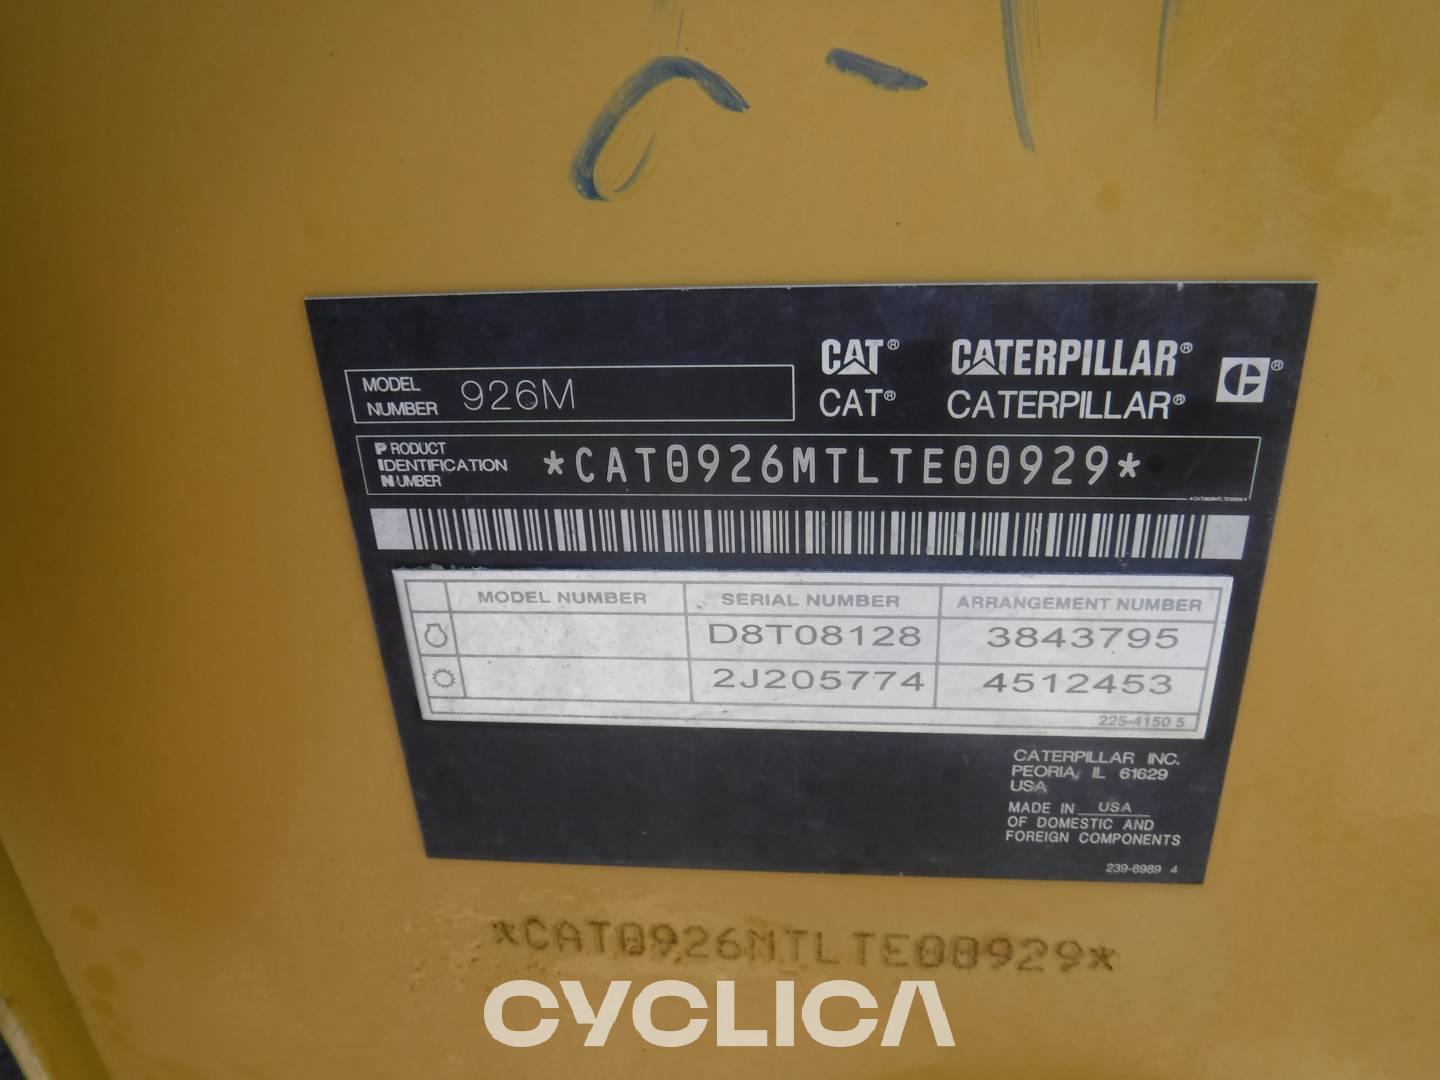 CAT® CATERPILLAR®
MODEL NUMBER 926M
CAT® CATERPILLAR®
PRODUCT IDENTIFICATION NUMBER *CAT0926MTLTE00929*
*CAT0926MTLTE00929*
MODEL NUMBER SERIAL NUMBER ARRANGEMENT NUMBER
D8T08128 3843795
2J205774 4512453
225-4150 5
CATERPILLAR INC.
PEORIA, IL 61629
USA
MADE IN USA
OF DOMESTIC AND
FOREIGN COMPONENTS
239-6989 4
*CAT0926MTLTE00929*
CYCLICA